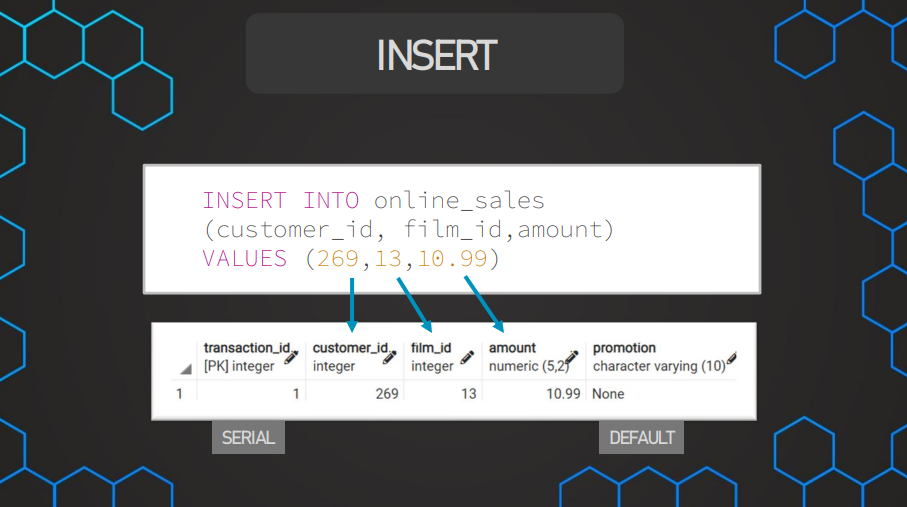 INSERT
INSERT INTO online_sales
(customer_id, film_id,amount)
VALUES (269,13,10.99)
transaction_id customer_id film_id amount promotion
[PK] integer integer integer numeric (5,2) character varying (10)
1 1 269 13 10.99 None
SERIAL DEFAULT